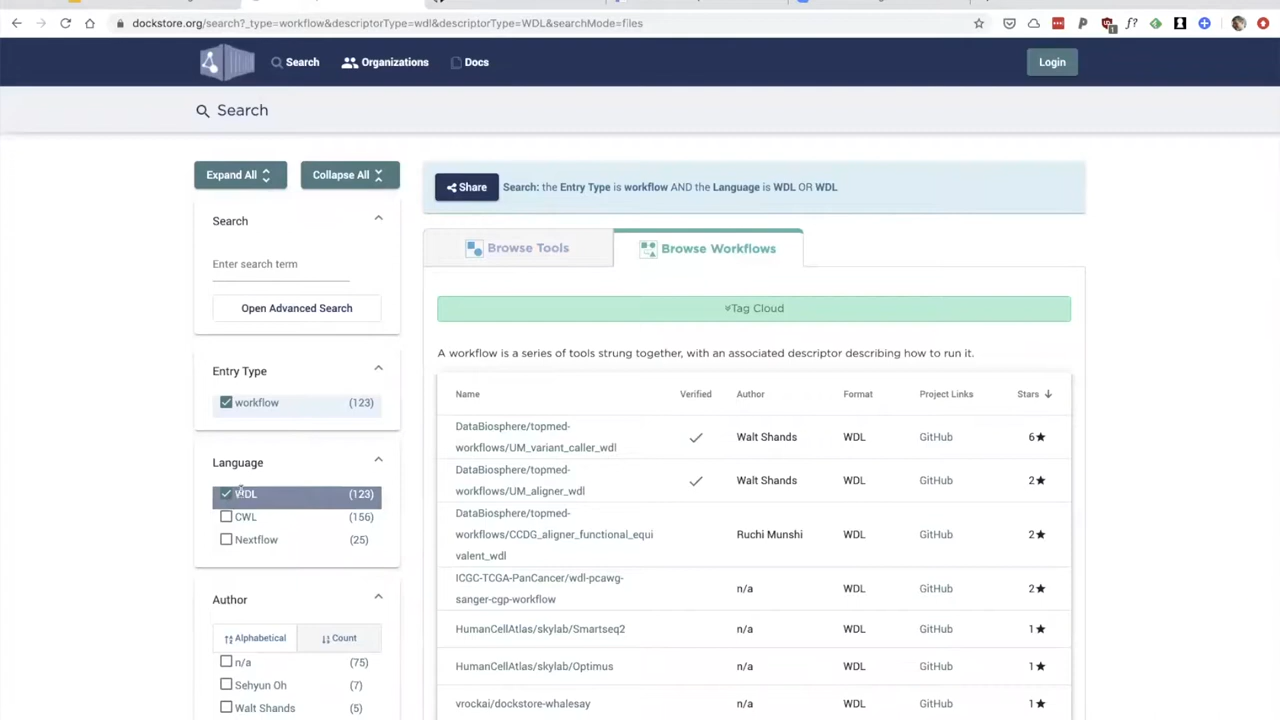 dockstore.org/search?_type=workflow&descriptorType=wdl&descriptorType=WDL&searchMode=files
Search
Organizations
Docs
Login
Search
Expand All
Collapse All
Search
Enter search term
Open Advanced Search
Entry Type
workflow (123)
Language
WDL (123)
CWL (156)
Nextflow (25)
Author
Alphabetical
Count
n/a (75)
Sehyun Oh (7)
Walt Shands (5)
Share
Search: the Entry Type is workflow AND the Language is WDL OR WDL
Browse Tools
Browse Workflows
Tag Cloud
A workflow is a series of tools strung together, with an associated descriptor describing how to run it.
Name Verified Author Format Project Links Stars
DataBiosphere/topmed-
workflows/UM_variant_caller_wdl Walt Shands WDL GitHub 6★
DataBiosphere/topmed-
workflows/UM_aligner_wdl Walt Shands WDL GitHub 2★
DataBiosphere/topmed-
workflows/CCDG_aligner_functional_equi Ruchi Munshi WDL GitHub 2★
valent_wdl
ICGC-TCGA-PanCancer/wdl-pcawg-
sanger-cgp-workflow n/a WDL GitHub 2★
HumanCellAtlas/skylab/Smartseq2 n/a WDL GitHub 1★
HumanCellAtlas/skylab/Optimus n/a WDL GitHub 1★
vrockai/dockstore-whalesay n/a WDL GitHub 1★